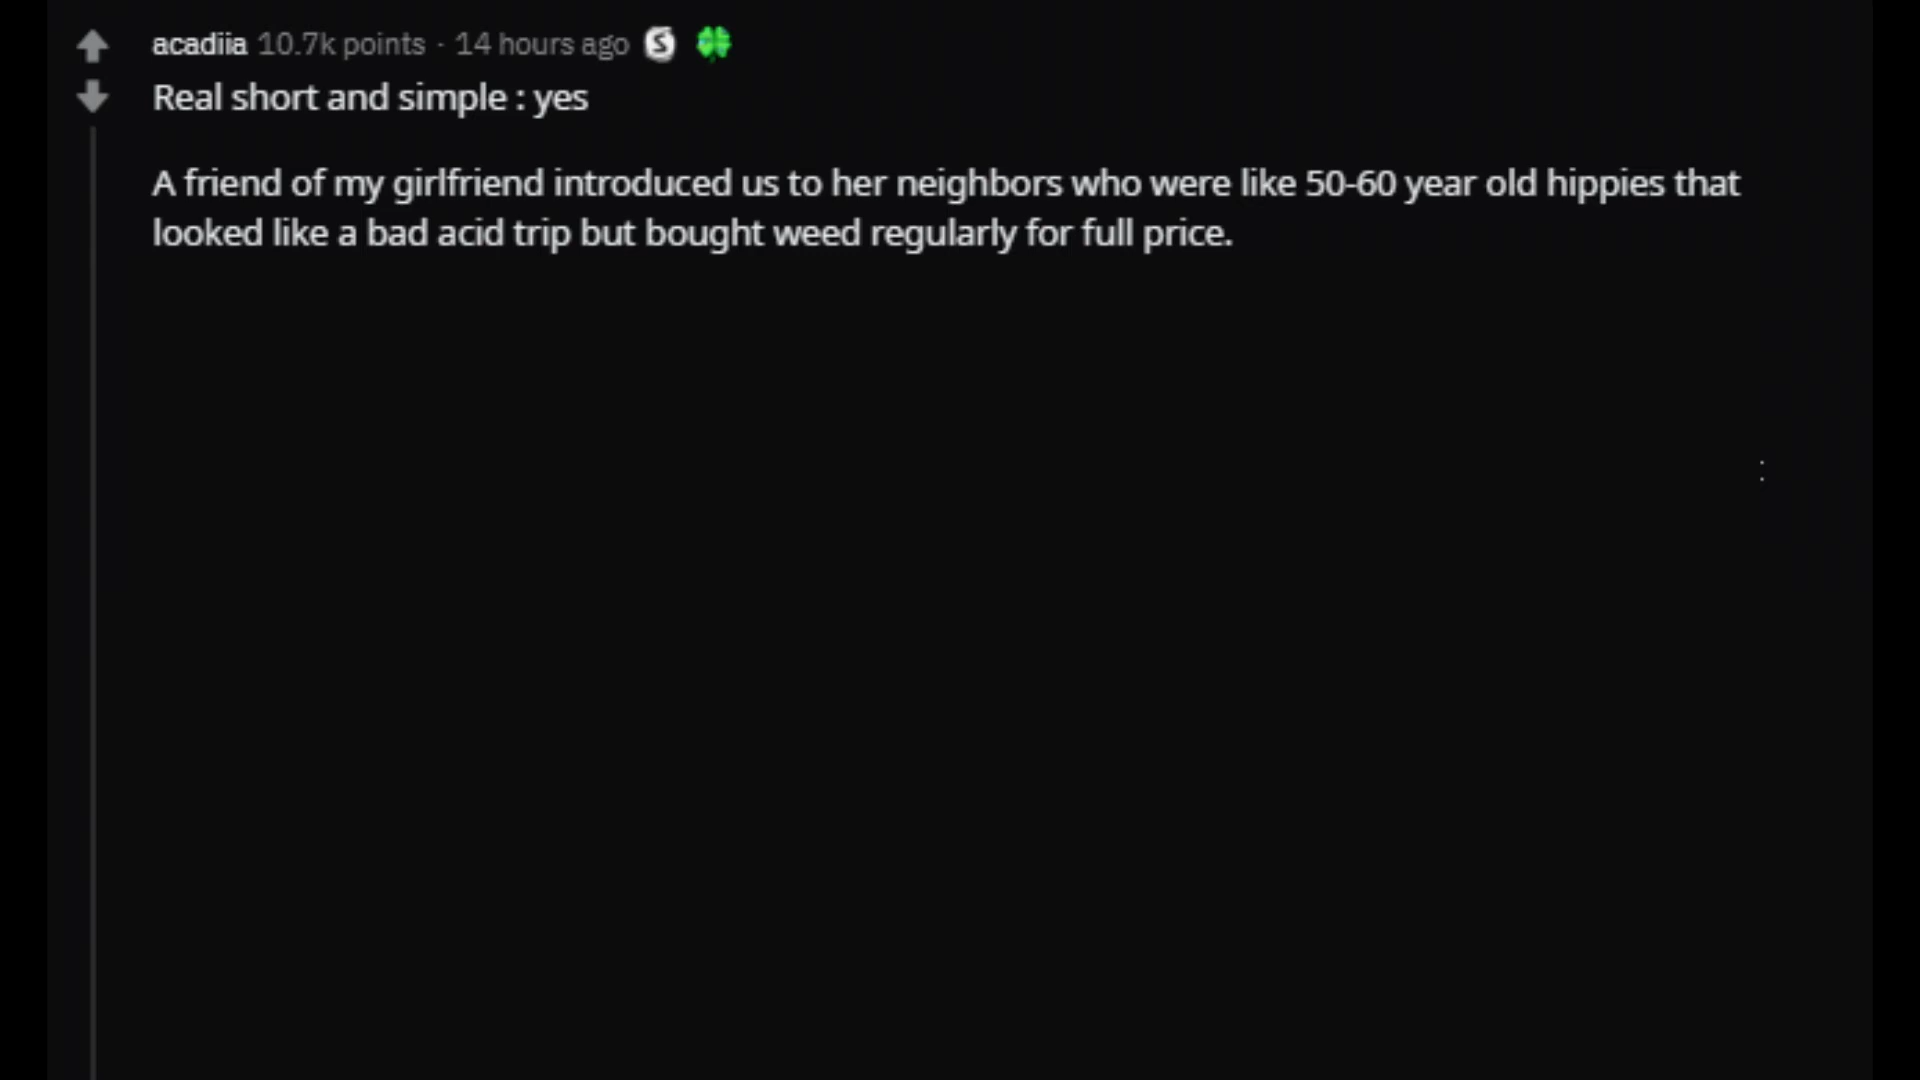 acadiia 10.7k points · 14 hours ago
Real short and simple : yes
A friend of my girlfriend introduced us to her neighbors who were like 50-60 year old hippies that
looked like a bad acid trip but bought weed regularly for full price.